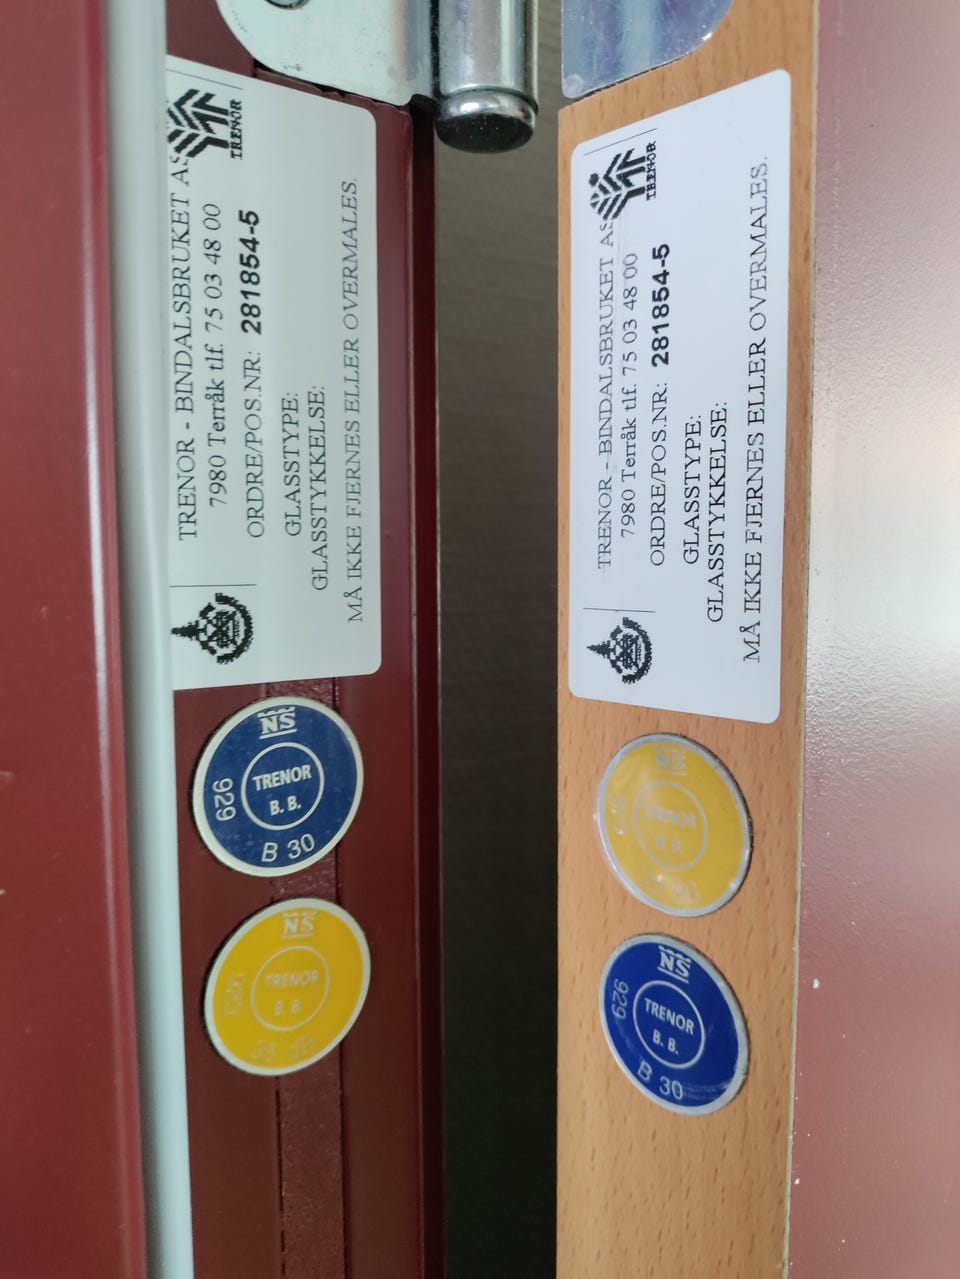 TRENOR
TRENOR - BINDALSBRUKET AS
7980 Terråk tlf. 75 03 48 00
ORDRE/POS.NR: 281854-5
GLASSTYPE:
GLASSTYKKELSE:
MÅ IKKE FJERNES ELLER OVERMALES.
NS
TRENOR
B. B.
929
B 30
NS
TRENOR
B. B.
35 dB
TRENOR
TRENOR - BINDALSBRUKET AS
7980 Terråk tlf. 75 03 48 00
ORDRE/POS.NR: 281854-5
GLASSTYPE:
GLASSTYKKELSE:
MÅ IKKE FJERNES ELLER OVERMALES.
NS
TRENOR
B. B.
NS
929
TRENOR
B. B.
B 30